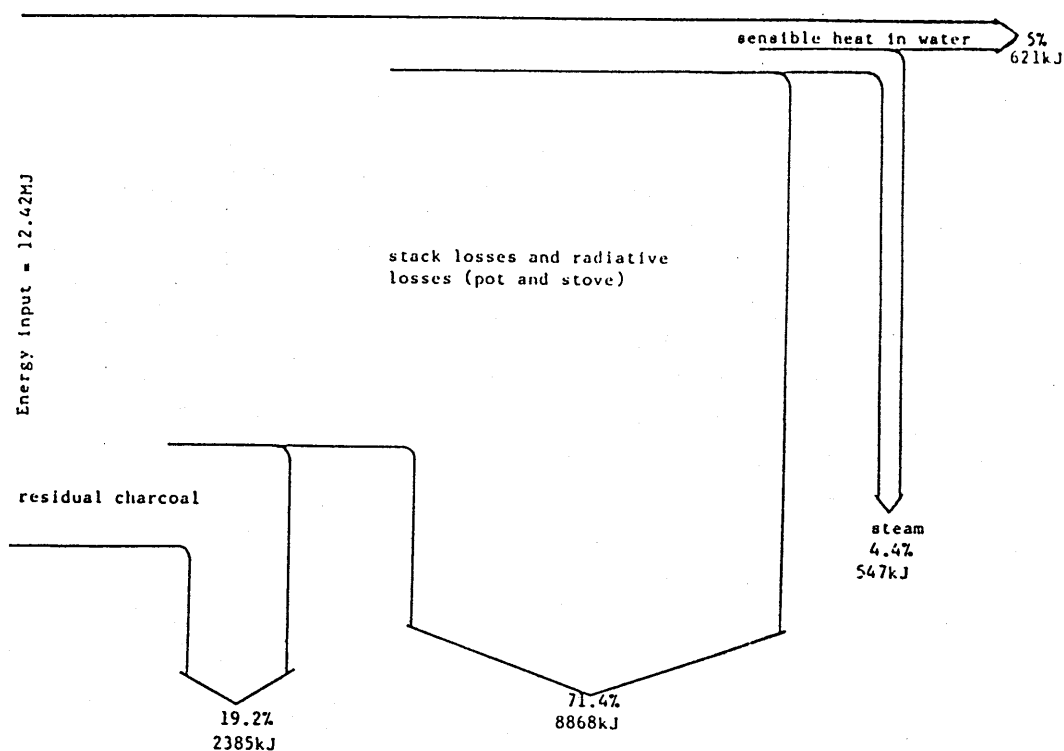 sensible heat in water
5%
621kJ
Energy input = 12.42MJ
stack losses and radiative
losses (pot and stove)
residual charcoal
steam
4.4%
547kJ
71.4%
8868kJ
19.2%
2385kJ